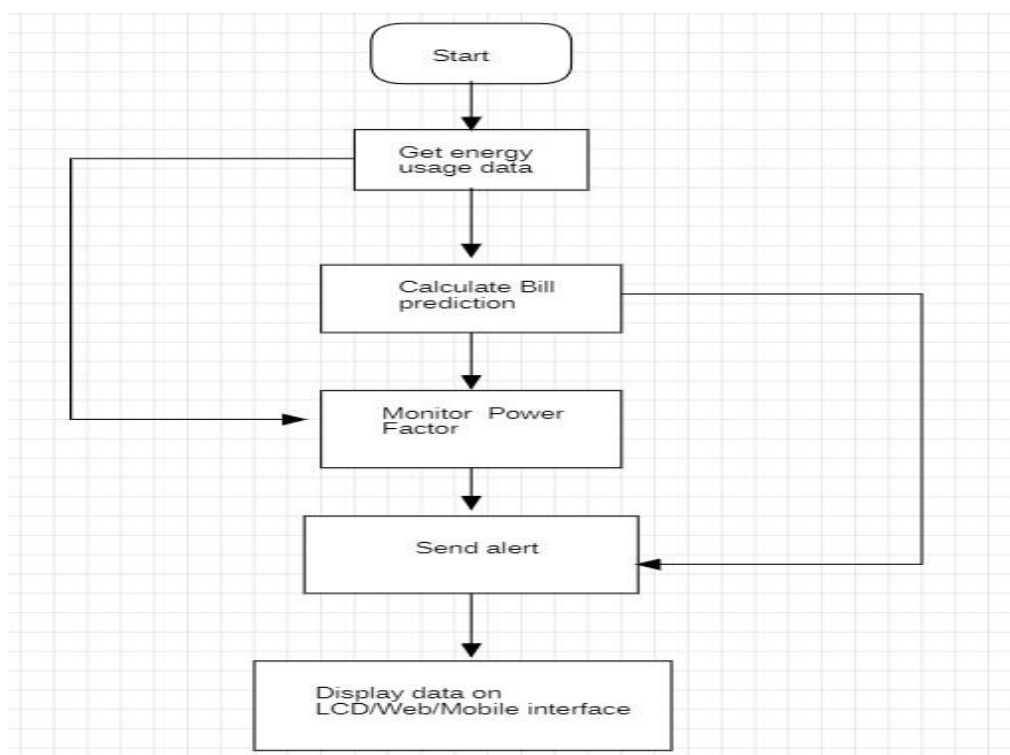 Start
Get energy
usage data
Calculate Bill
prediction
Monitor Power
Factor
Send alert
Display data on
LCD/Web/Mobile interface